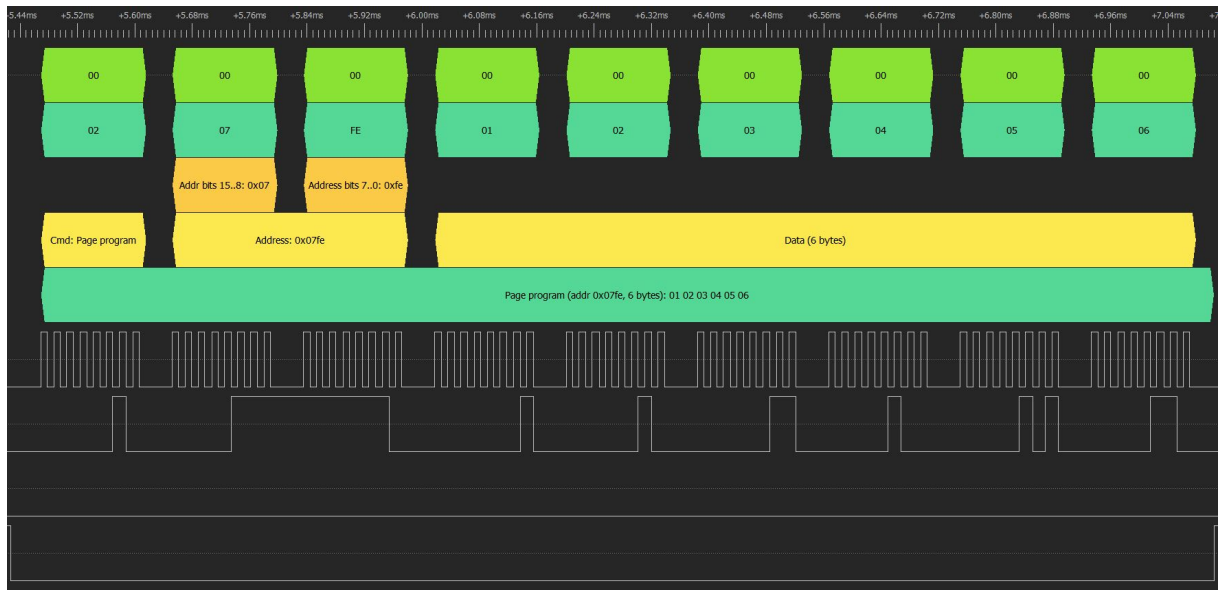 +5.44ms +5.52ms +5.60ms +5.68ms +5.76ms +5.84ms +5.92ms +6.00ms +6.08ms +6.16ms +6.24ms +6.32ms +6.40ms +6.48ms +6.56ms +6.64ms +6.72ms +6.80ms +6.88ms +6.96ms +7.04ms
00 00 00 00 00 00 00 00 00
02 07 FE 01 02 03 04 05 06
Addr bits 15..8: 0x07 Address bits 7..0: 0xfe
Cmd: Page program Address: 0x07fe Data (6 bytes)
Page program (addr 0x07fe, 6 bytes): 01 02 03 04 05 06